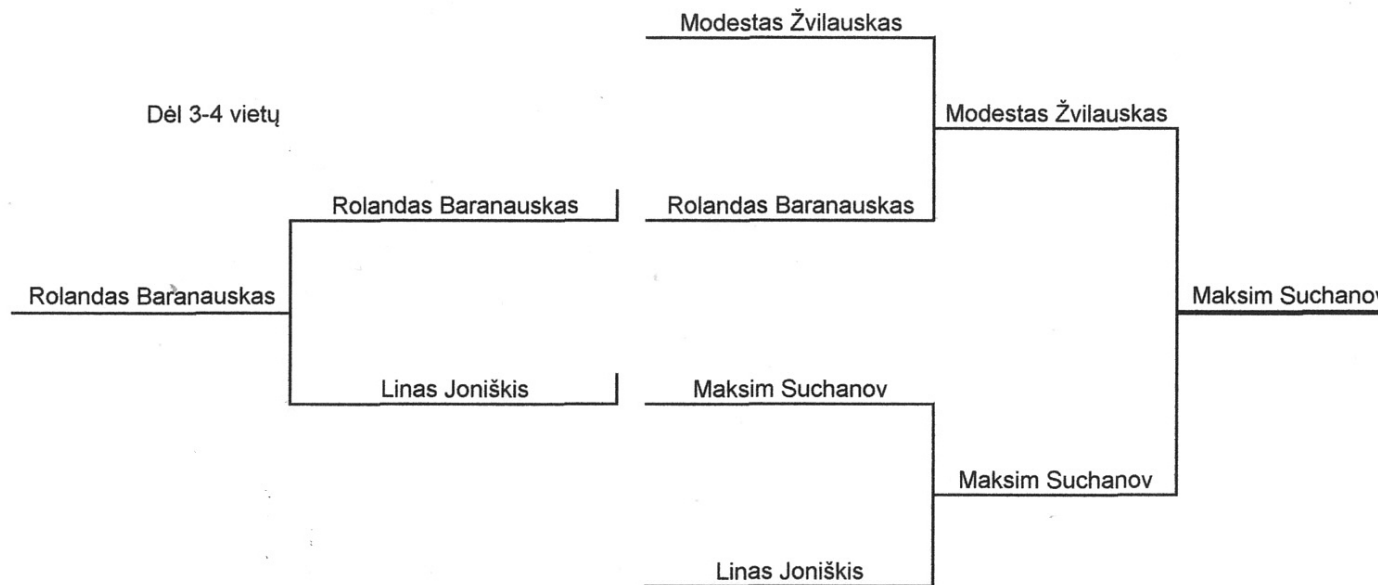 Modestas Žvilauskas
Dėl 3-4 vietų
Modestas Žvilauskas
Rolandas Baranauskas
Rolandas Baranauskas
Rolandas Baranauskas
Maksim Suchanov
Linas Joniškis
Maksim Suchanov
Maksim Suchanov
Linas Joniškis